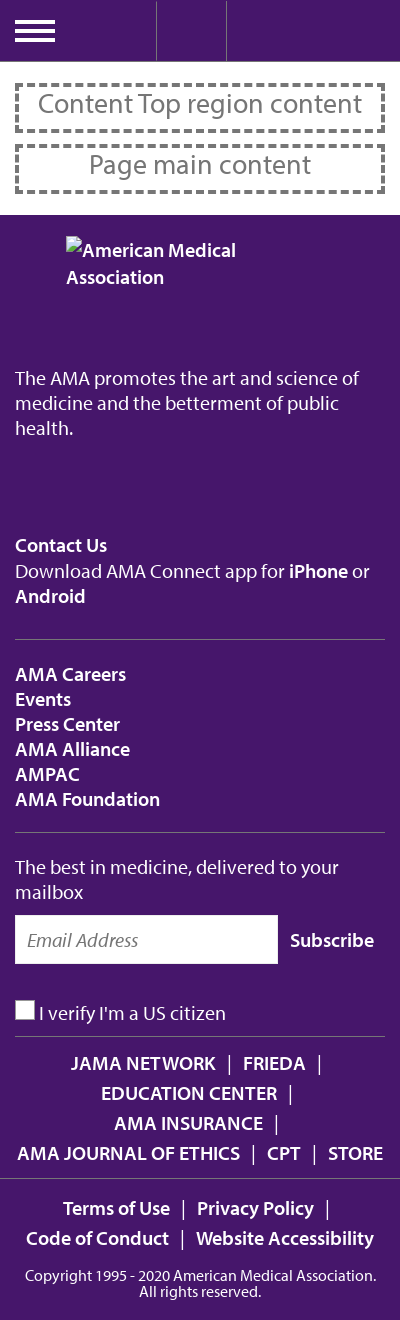 Content Top region content
Page main content
American Medical
Association
The AMA promotes the art and science of
medicine and the betterment of public
health.
Contact Us
Download AMA Connect app for iPhone or
Android
AMA Careers
Events
Press Center
AMA Alliance
AMPAC
AMA Foundation
The best in medicine, delivered to your
mailbox
Email Address Subscribe
I verify I'm a US citizen
JAMA NETWORK | FRIEDA |
EDUCATION CENTER |
AMA INSURANCE |
AMA JOURNAL OF ETHICS | CPT | STORE
Terms of Use | Privacy Policy |
Code of Conduct | Website Accessibility
Copyright 1995 - 2020 American Medical Association.
All rights reserved.